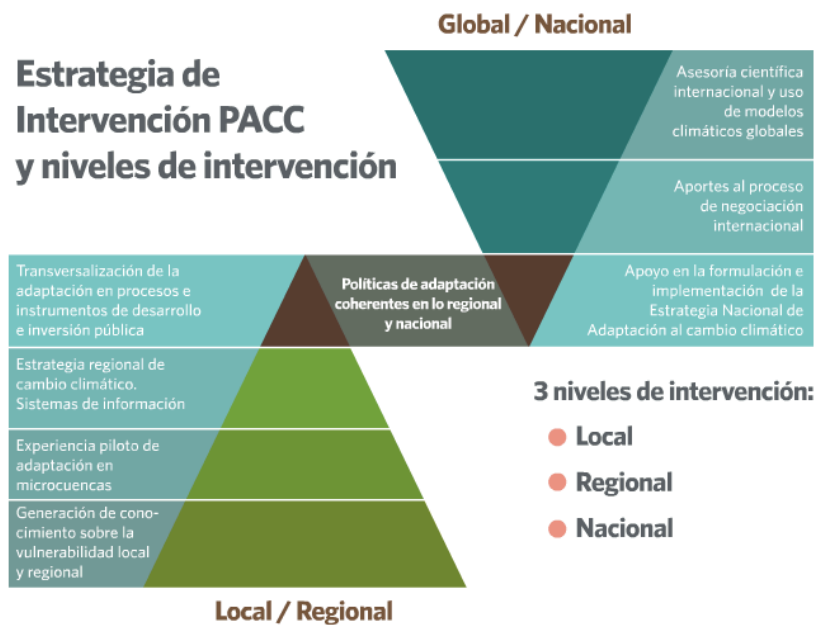 Global / Nacional
Estrategia de
Intervención PACC
y niveles de intervención
Asesoría científica
internacional y uso
de modelos
climáticos globales
Aportes al proceso
de negociación
internacional
Transversalización de la
adaptación en procesos e
instrumentos de desarrollo
e inversión pública
Políticas de adaptación
coherentes en lo regional
y nacional
Apoyo en la formulación e
implementación de la
Estrategia Nacional de
Adaptación al cambio climático
Estrategia regional de
cambio climático.
Sistemas de información
Experiencia piloto de
adaptación en
microcuencas
Generación de cono-
cimiento sobre la
vulnerabilidad local
y regional
3 niveles de intervención:
Local
Regional
Nacional
Local / Regional